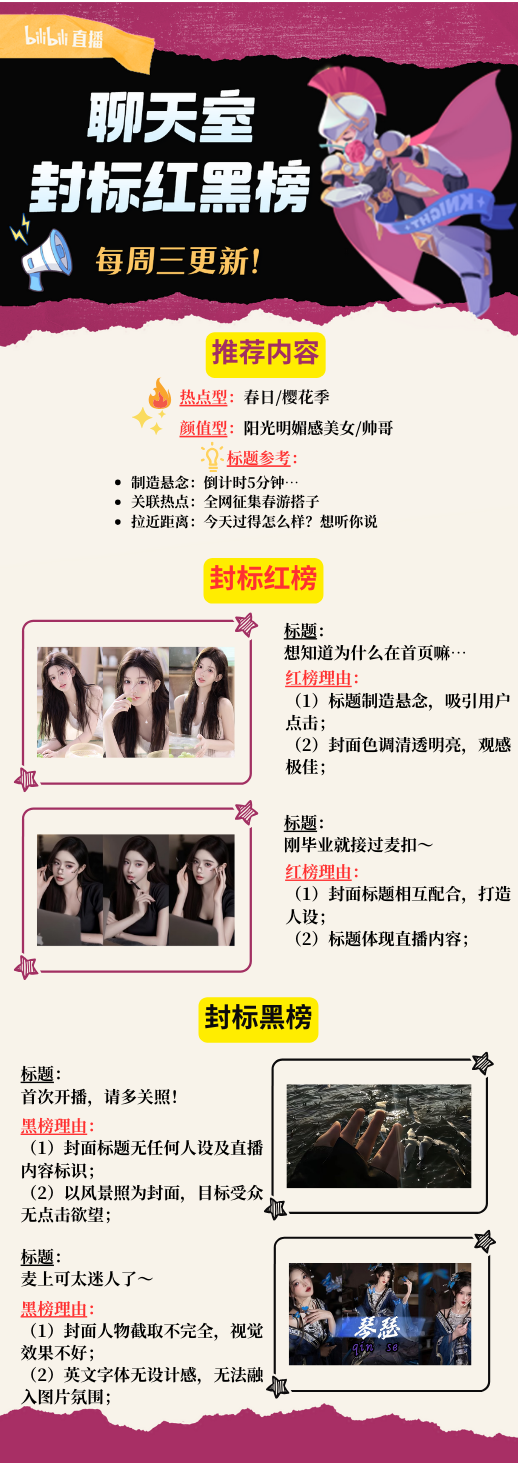 bilibili 直播
聊天室
封标红黑榜
每周三更新!
KNIGHT
推荐内容
热点型：春日/樱花季
颜值型：阳光明媚感美女/帅哥
标题参考：
• 制造悬念：倒计时5分钟…
• 关联热点：全网征集春游搭子
• 拉近距离：今天过得怎么样？想听你说
封标红榜
标题：
想知道为什么在首页嘛…
红榜理由：
（1）标题制造悬念，吸引用户
点击；
（2）封面色调清透明亮，观感
极佳；
标题：
刚毕业就接过麦扣～
红榜理由：
（1）封面标题相互配合，打造
人设；
（2）标题体现直播内容；
封标黑榜
标题：
首次开播，请多关照！
黑榜理由：
（1）封面标题无任何人设及直播
内容标识；
（2）以风景照为封面，目标受众
无点击欲望；
标题：
麦上可太迷人了～
黑榜理由：
（1）封面人物截取不完全，视觉
效果不好；
（2）英文字体无设计感，无法融
入图片氛围；
琴瑟
qin se